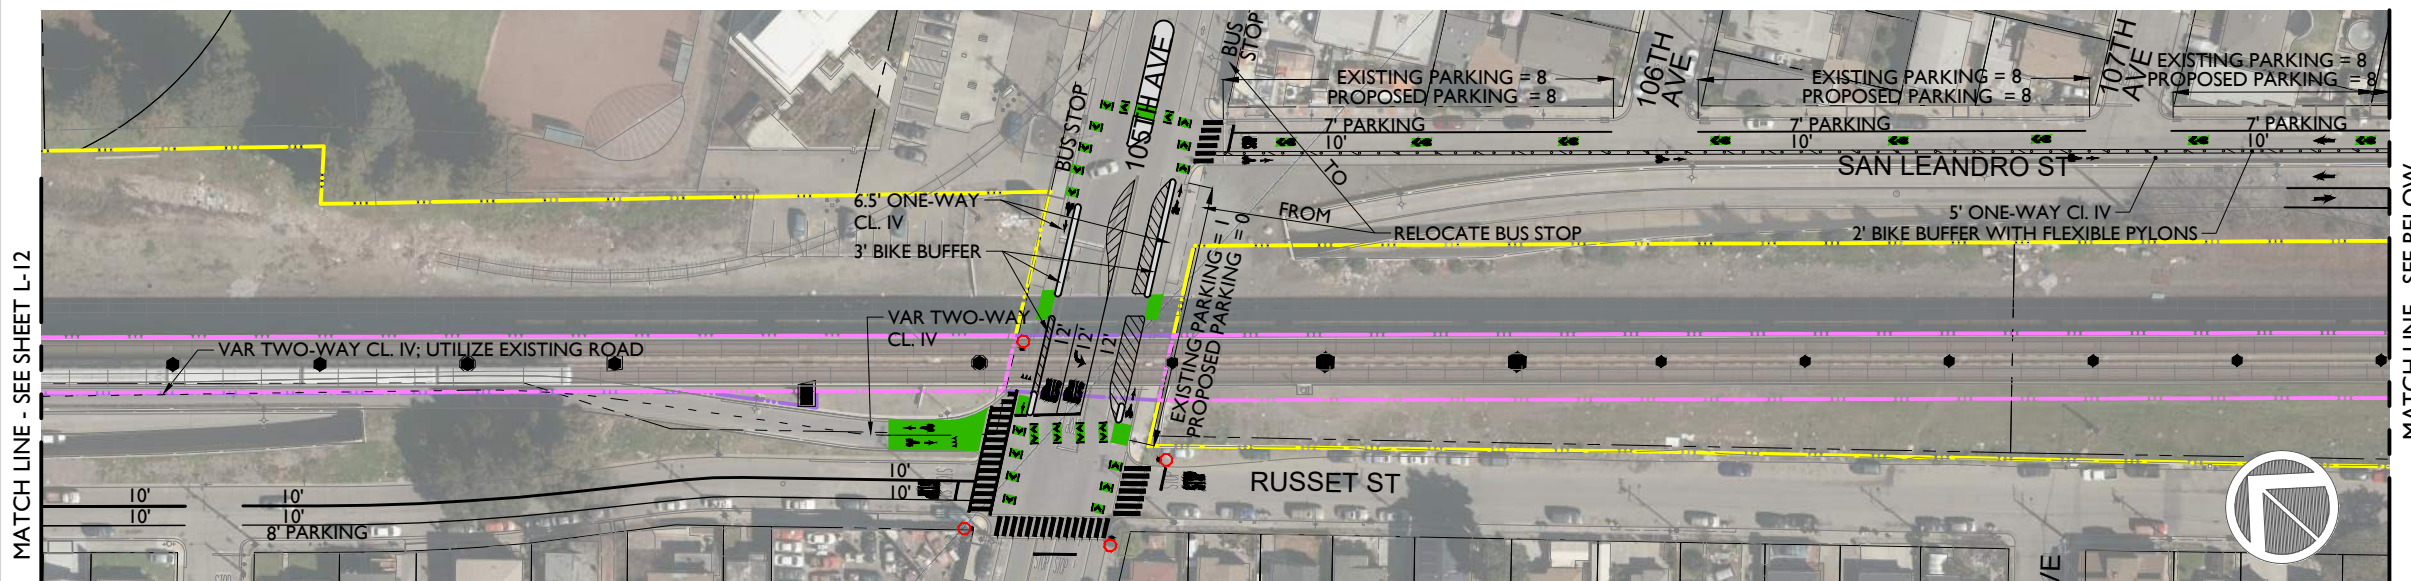 MATCH LINE - SEE SHEET L-12
BUS STOP
105TH AVE
BUS
STOP
EXISTING PARKING = 8
PROPOSED PARKING = 8
106TH
AVE
EXISTING PARKING = 8
PROPOSED PARKING = 8
107TH
AVE
EXISTING PARKING = 8
PROPOSED PARKING = 8
7' PARKING
10'
7' PARKING
10'
7' PARKING
10'
SAN LEANDRO ST
TO
FROM
RELOCATE BUS STOP
5' ONE-WAY Cl. IV
2' BIKE BUFFER WITH FLEXIBLE PYLONS
6.5' ONE-WAY
CL. IV
3' BIKE BUFFER
VAR TWO-WAY
CL. IV
VAR TWO-WAY CL. IV; UTILIZE EXISTING ROAD
12'
12'
12'
EXISTING PARKING = 1
PROPOSED PARKING = 0
RUSSET ST
10'
10'
10'
10'
10'
10'
8' PARKING
MATCH LINE - SEE BELOW